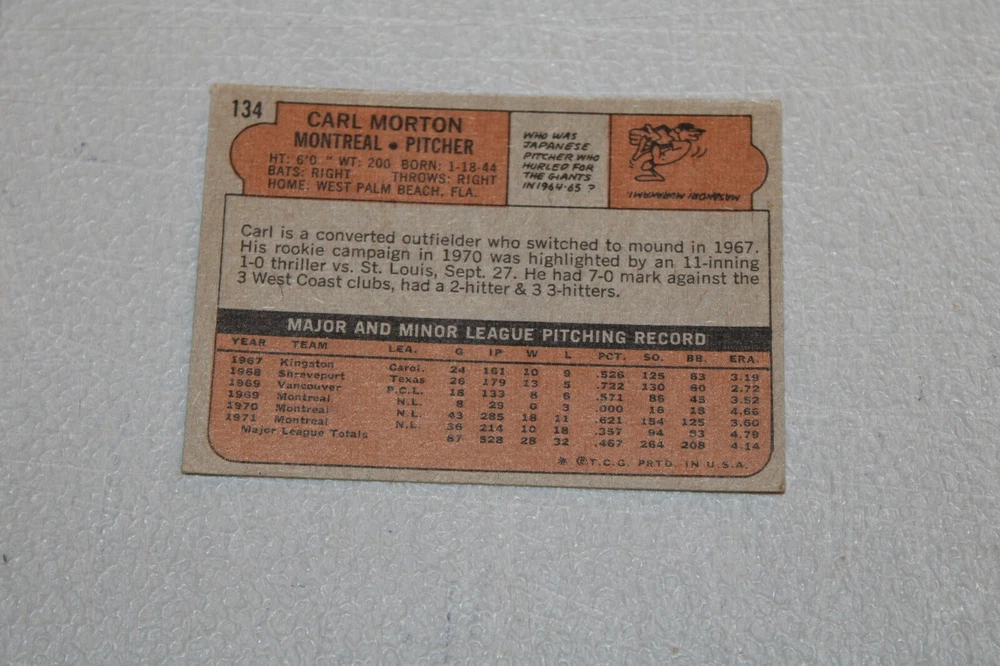 134
CARL MORTON
MONTREAL • PITCHER
HT: 6'0" WT: 200 BORN: 1-18-44
BATS: RIGHT THROWS: RIGHT
HOME: WEST PALM BEACH, FLA.
WHO WAS
JAPANESE
PITCHER WHO
HURLED FOR
THE GIANTS
IN 1964-65?
MASANORI MURAKAMI.
Carl is a converted outfielder who switched to mound in 1967.
His rookie campaign in 1970 was highlighted by an 11-inning
1-0 thriller vs. St. Louis, Sept. 27. He had 7-0 mark against the
3 West Coast clubs, had a 2-hitter & 3 3-hitters.
MAJOR AND MINOR LEAGUE PITCHING RECORD
YEAR TEAM LEA. G IP W L PCT. SO. BB. ERA.
1967 Kingston Carol. 24 161 10 9 .526 125 63 3.19
1968 Shreveport Texas 26 179 13 5 .722 130 60 2.72
1969 Vancouver P.C.L. 18 133 8 6 .571 86 45 3.52
1969 Montreal N.L. 8 29 0 3 .000 16 18 4.66
1970 Montreal N.L. 43 285 18 11 .621 154 125 3.60
1971 Montreal N.L. 36 214 10 18 .357 94 83 4.79
Major League Totals 87 528 28 32 .467 264 208 4.14
* © T.C.G. PRTD. IN U.S.A.